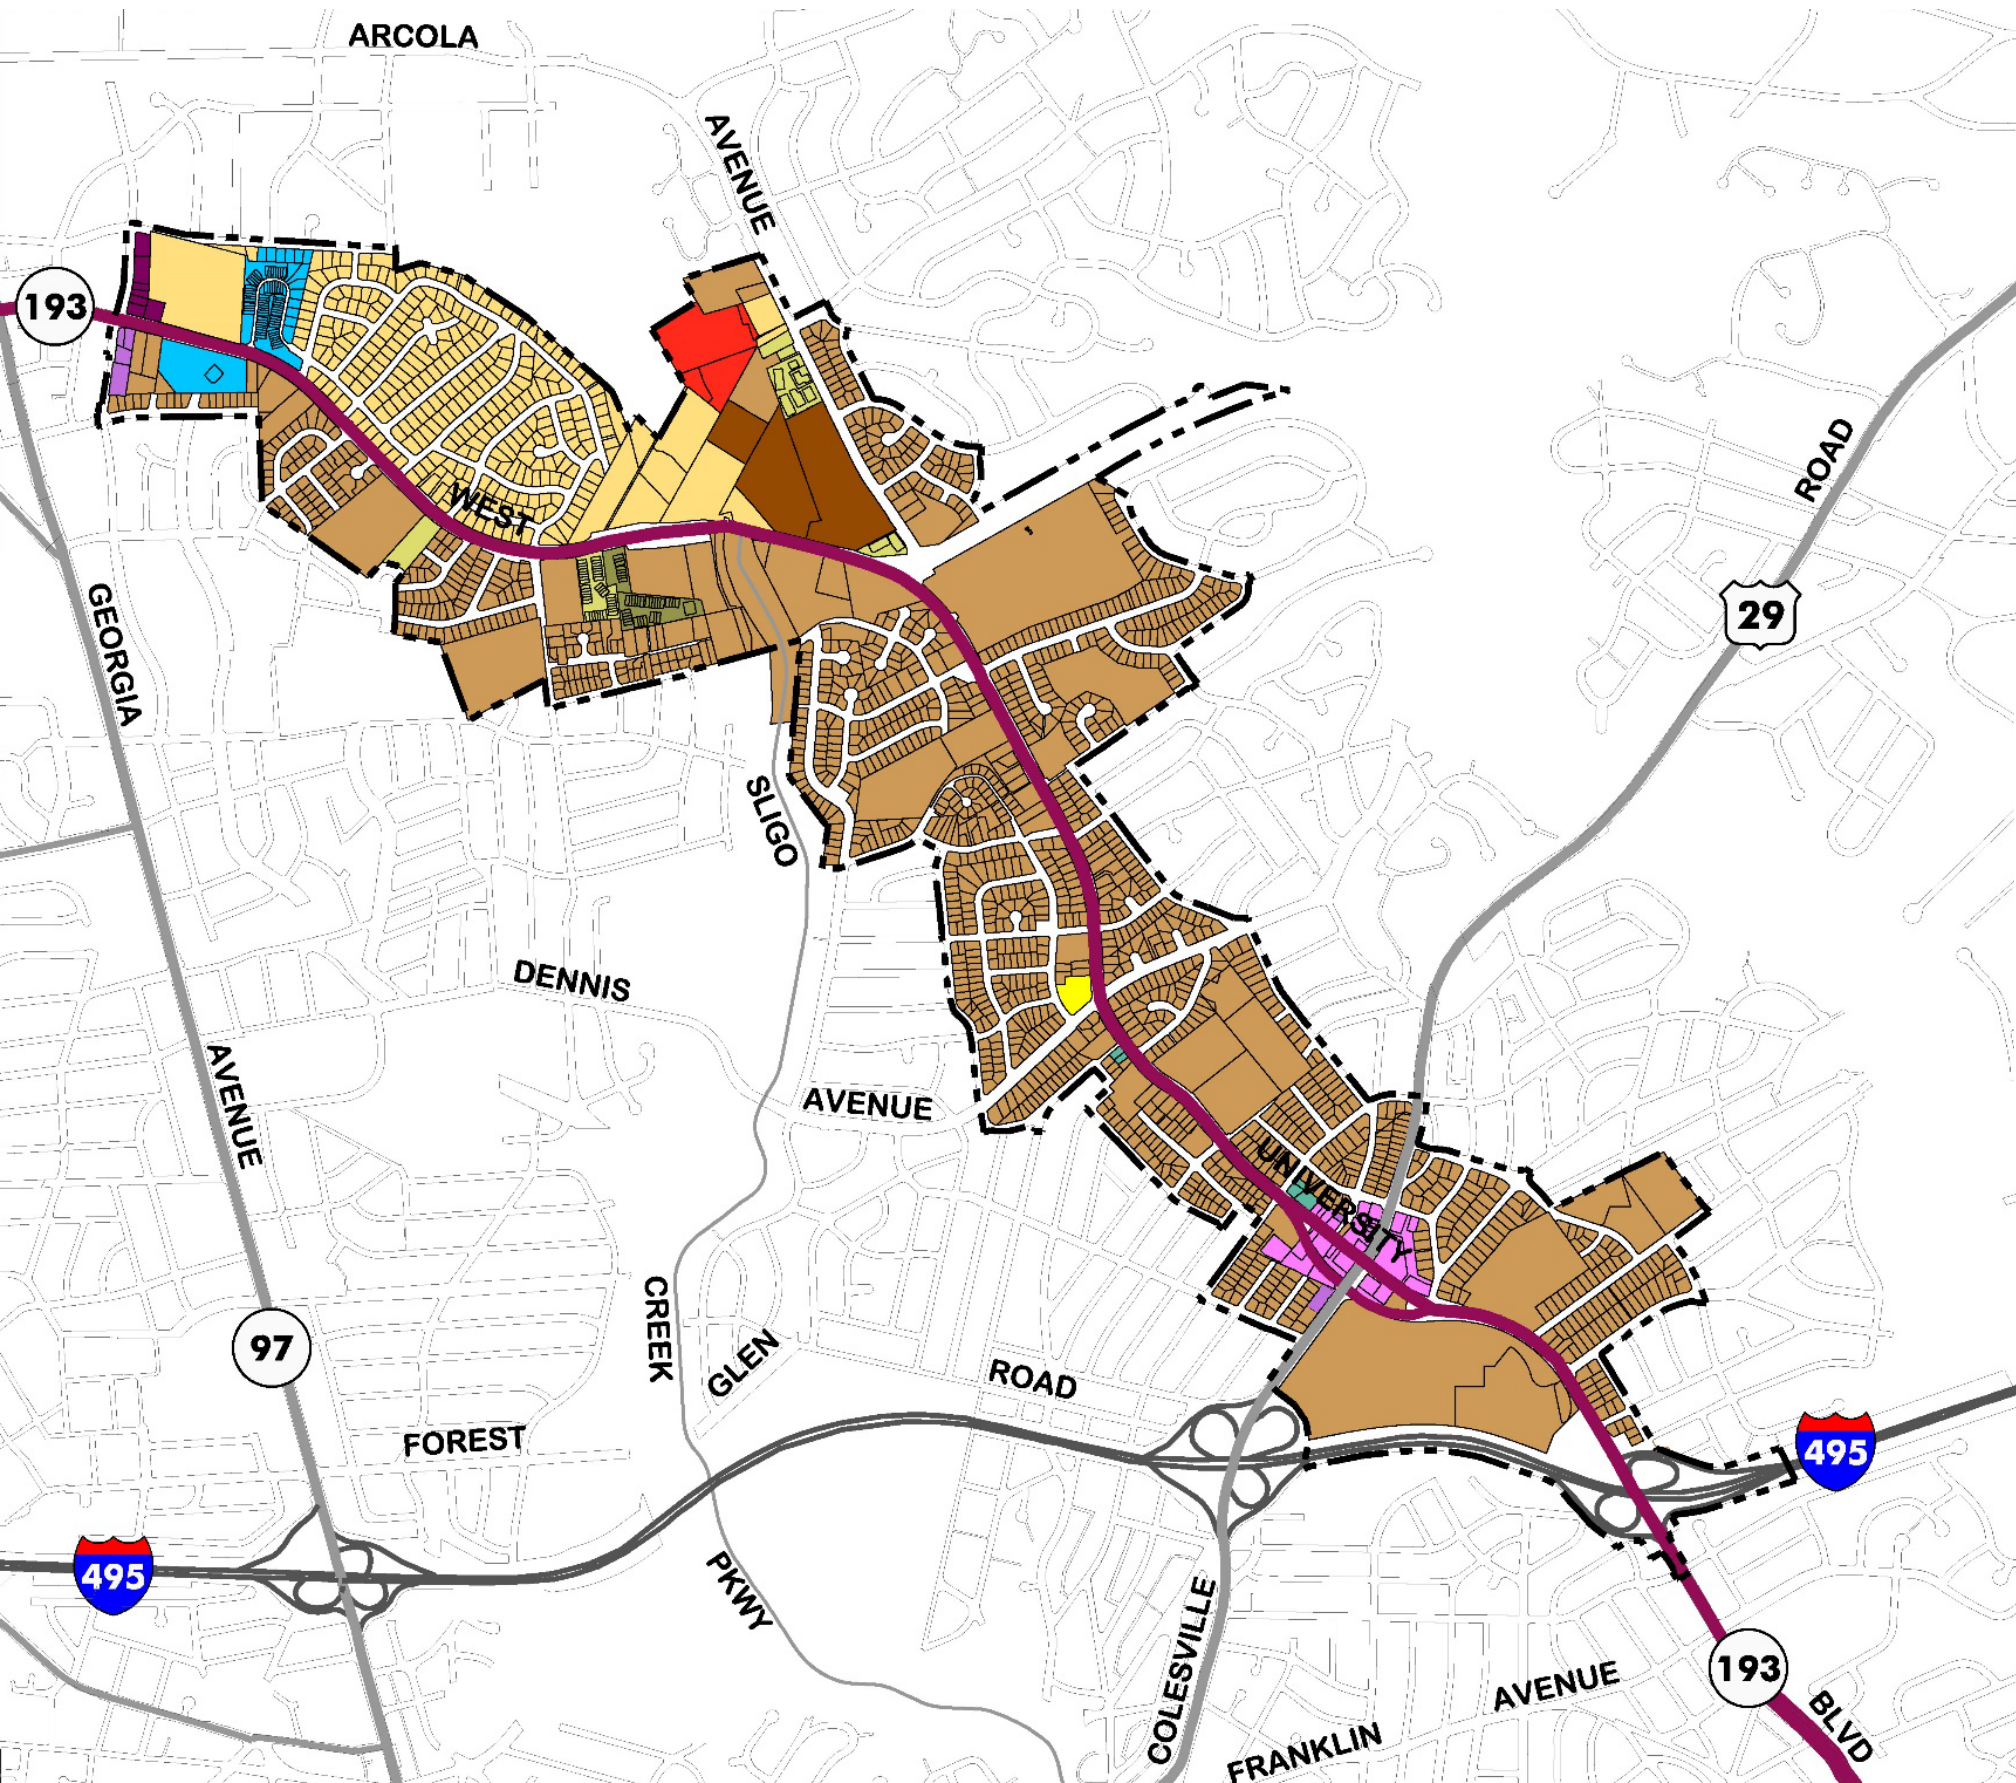 ARCOLA
AVENUE
193
WEST
ROAD
29
GEORGIA
SLIGO
DENNIS
AVENUE
AVENUE
UNIVERSITY
CREEK
GLEN
ROAD
97
FOREST
495
495
PKWY
COLESVILLE
193
AVENUE
BLVD
FRANKLIN